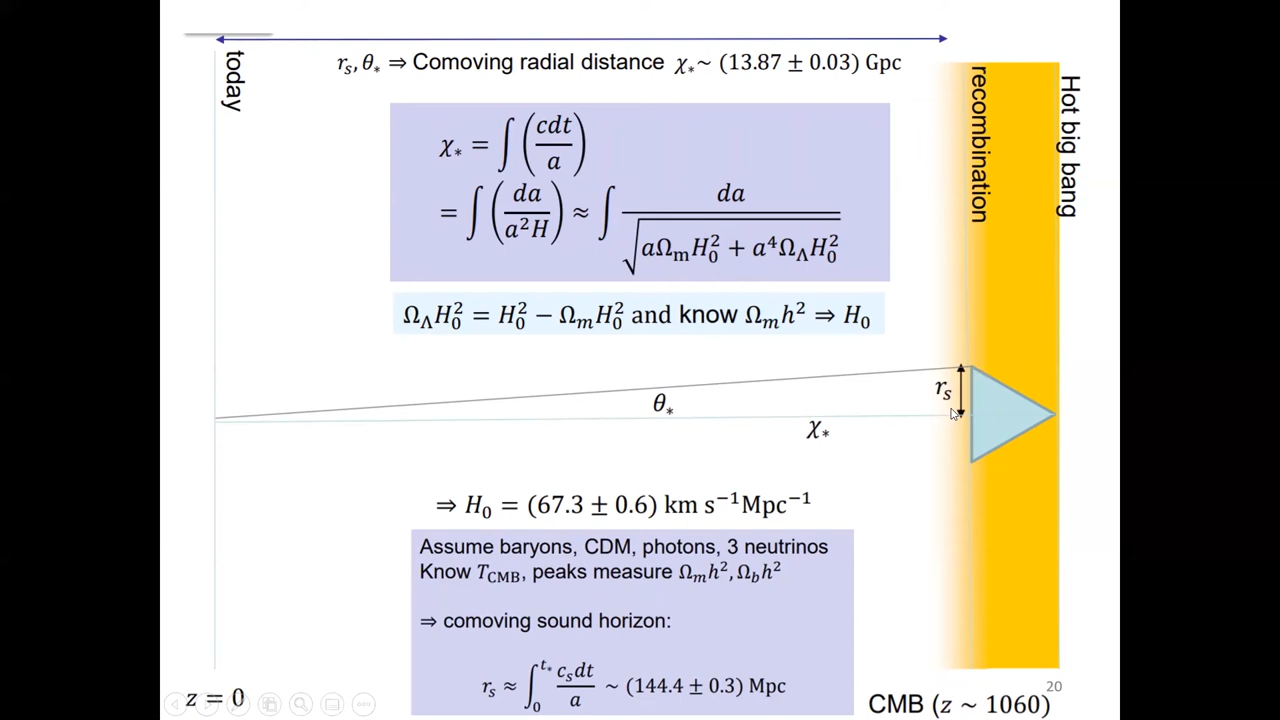 r_s, θ_* ⇒ Comoving radial distance χ_*~ (13.87 ± 0.03) Gpc
today
recombination
Hot big bang
χ_* = ∫ (cdt/a)
= ∫ (da/a²H) ≈ ∫ da/√(aΩ_m H_0² + a⁴Ω_Λ H_0²)
Ω_Λ H_0² = H_0² − Ω_m H_0² and know Ω_m h² ⇒ H_0
r_s
θ_*
χ_*
⇒ H_0 = (67.3 ± 0.6) km s⁻¹Mpc⁻¹
Assume baryons, CDM, photons, 3 neutrinos
Know T_CMB, peaks measure Ω_m h², Ω_b h²
⇒ comoving sound horizon:
r_s ≈ ∫_0^{t_*} c_s dt/a ~ (144.4 ± 0.3) Mpc
z = 0
CMB (z ~ 1060)
20